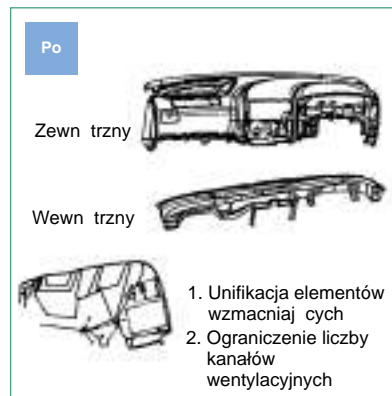 Po
Zewn trzny
Wewn trzny
1. Unifikacja elementów
wzmacniaj cych
2. Ograniczenie liczby
kanałów
wentylacyjnych